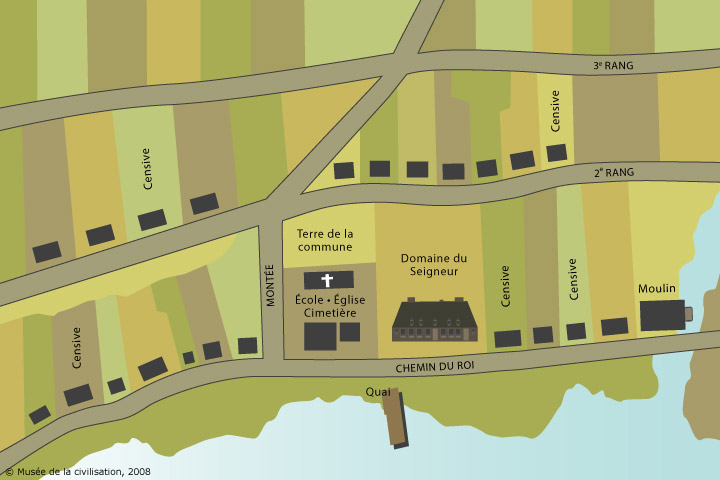 3e RANG
Censive
Censive
2e RANG
Terre de la
commune
Domaine du
Seigneur
MONTÉE
École • Église
Cimetière
Censive
Censive
Moulin
Censive
CHEMIN DU ROI
Quai
© Musée de la civilisation, 2008